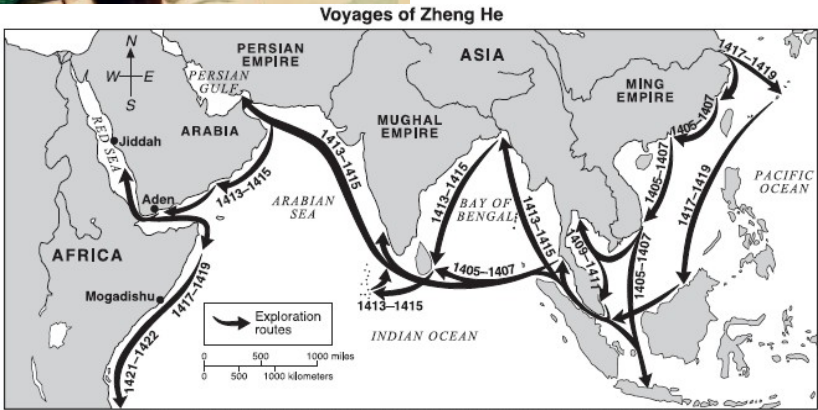 Voyages of Zheng He
N
W E
S
PERSIAN
EMPIRE
PERSIAN
GULF
ASIA
MING
EMPIRE
MUGHAL
EMPIRE
ARABIA
RED SEA
Jiddah
Aden
AFRICA
Mogadishu
ARABIAN
SEA
BAY OF
BENGAL
PACIFIC
OCEAN
INDIAN OCEAN
1417–1419
1405–1407
1405–1407
1417–1419
1405–1407
1409–1411
1413–1415
1413–1415
1405–1407
1413–1415
1413–1415
1413–1415
1417–1419
1421–1422
Exploration
routes
0 500 1000 miles
0 500 1000 kilometers